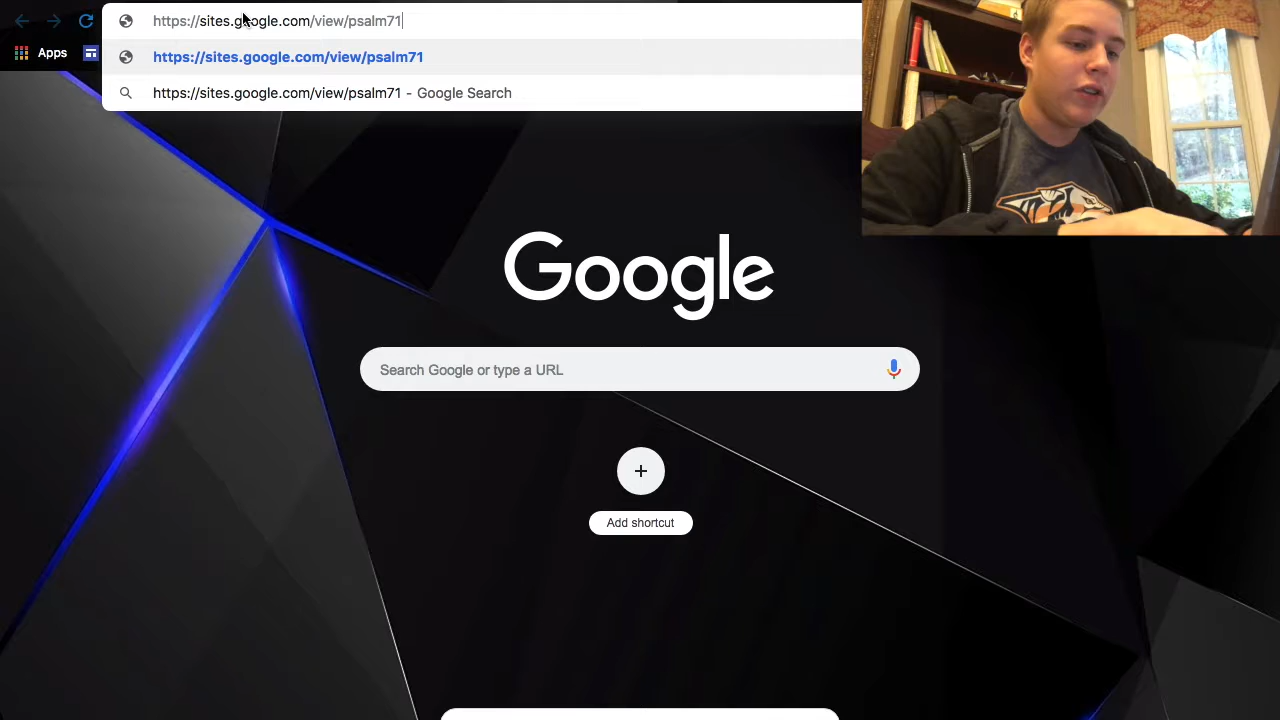 https://sites.google.com/view/psalm71
Apps
https://sites.google.com/view/psalm71
https://sites.google.com/view/psalm71 - Google Search
Google
Search Google or type a URL
Add shortcut